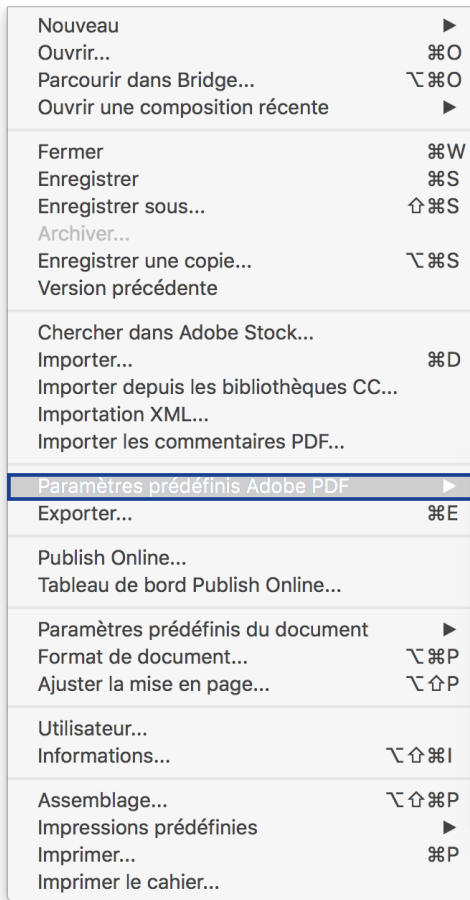 Nouveau ▶
Ouvrir... ⌘O
Parcourir dans Bridge... ⌥⌘O
Ouvrir une composition récente ▶
Fermer ⌘W
Enregistrer ⌘S
Enregistrer sous... ⇧⌘S
Archiver...
Enregistrer une copie... ⌥⌘S
Version précédente
Chercher dans Adobe Stock...
Importer... ⌘D
Importer depuis les bibliothèques CC...
Importation XML...
Importer les commentaires PDF...
Paramètres prédéfinis Adobe PDF ▶
Exporter... ⌘E
Publish Online...
Tableau de bord Publish Online...
Paramètres prédéfinis du document ▶
Format de document... ⌥⌘P
Ajuster la mise en page... ⌥⇧P
Utilisateur...
Informations... ⌥⇧⌘I
Assemblage... ⌥⇧⌘P
Impressions prédéfinies ▶
Imprimer... ⌘P
Imprimer le cahier...